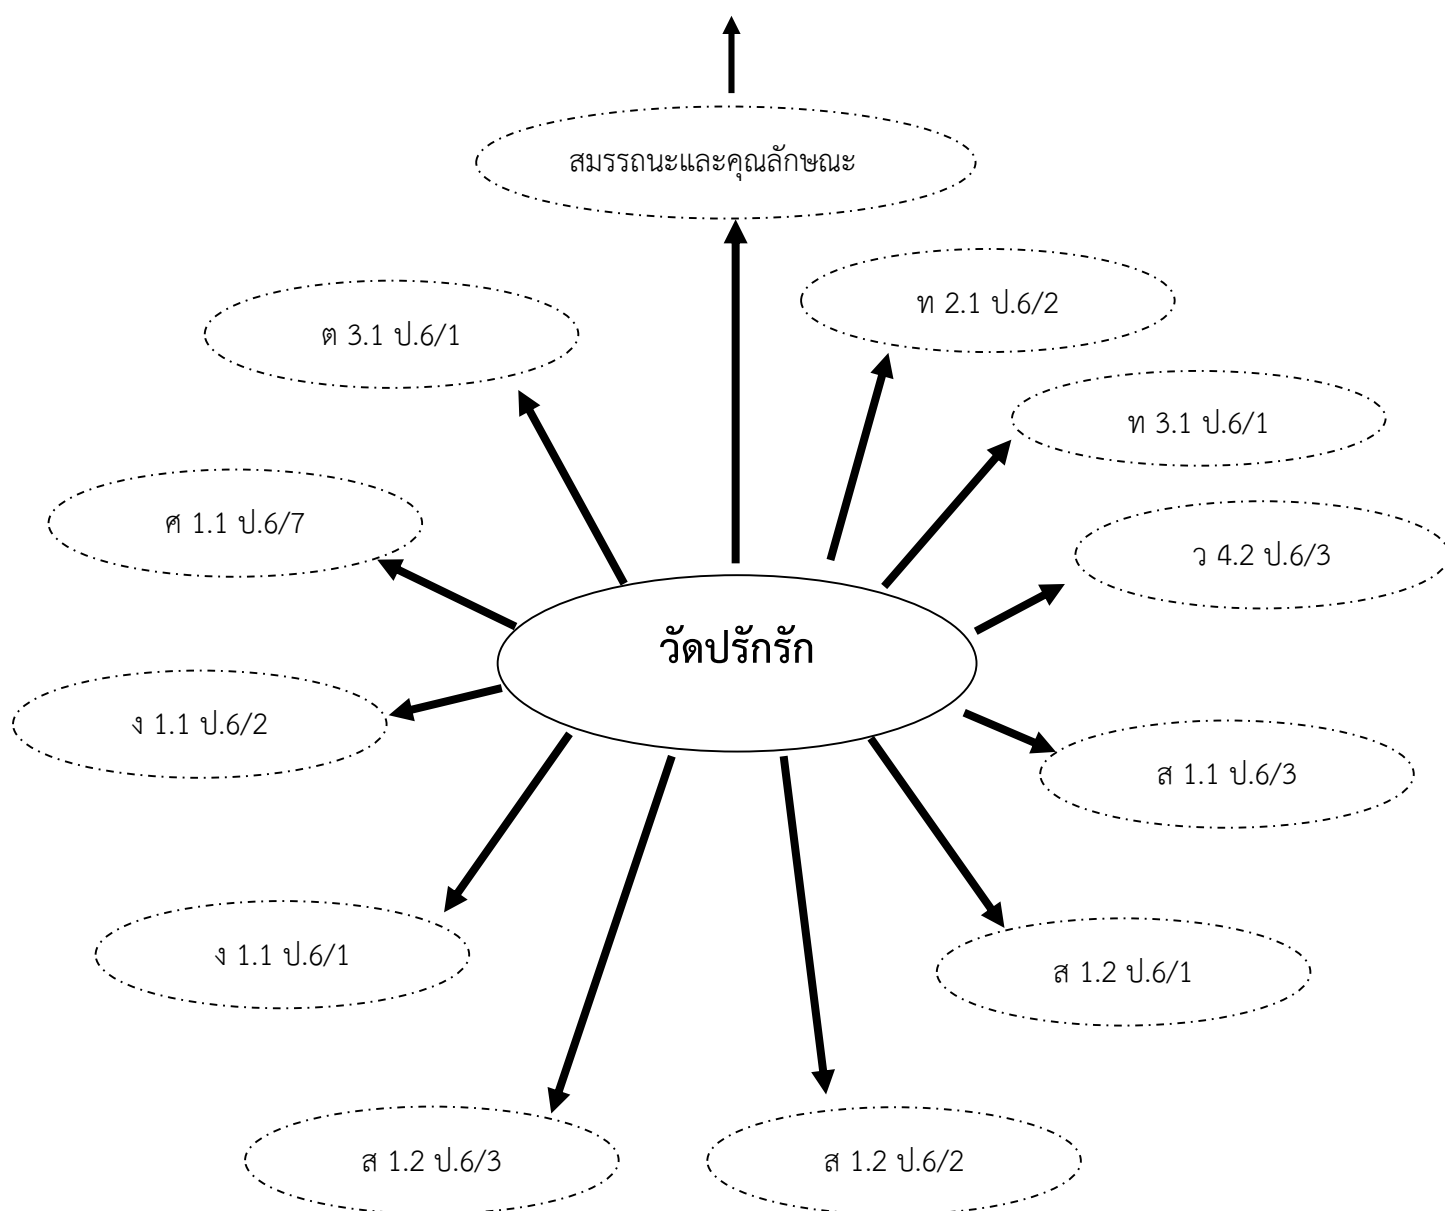 สมรรถนะและคุณลักษณะ
ท 2.1 ป.6/2
ต 3.1 ป.6/1
ท 3.1 ป.6/1
ศ 1.1 ป.6/7
ว 4.2 ป.6/3
วัดปรักรัก
ง 1.1 ป.6/2
ส 1.1 ป.6/3
ง 1.1 ป.6/1
ส 1.2 ป.6/1
ส 1.2 ป.6/3
ส 1.2 ป.6/2